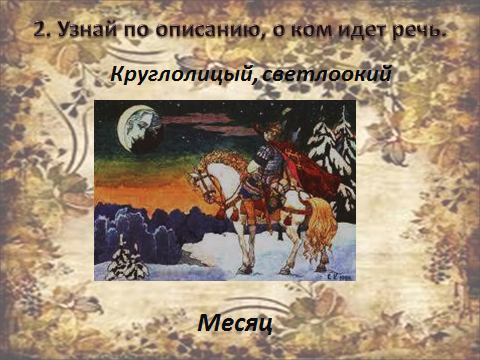 2. Узнай по описанию, о ком идет речь.
Круглолицый, светлоокий
Месяц